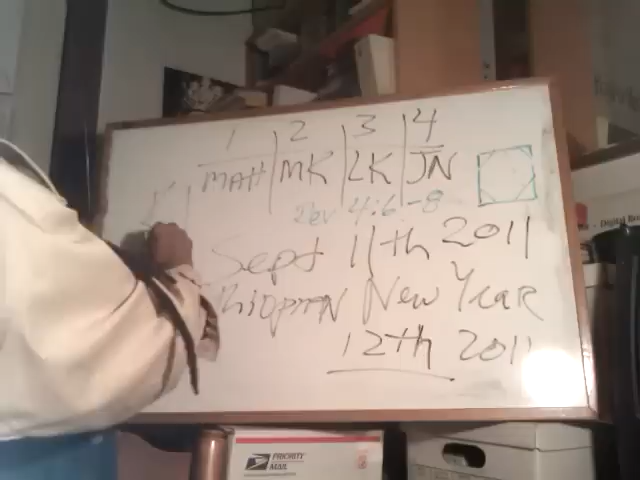 1 2 3 4
MATT MK LK JN
Rev 4:6-8
Sept 11th 2011
New Year
12th 2011
PRIORITY
MAIL
Digital